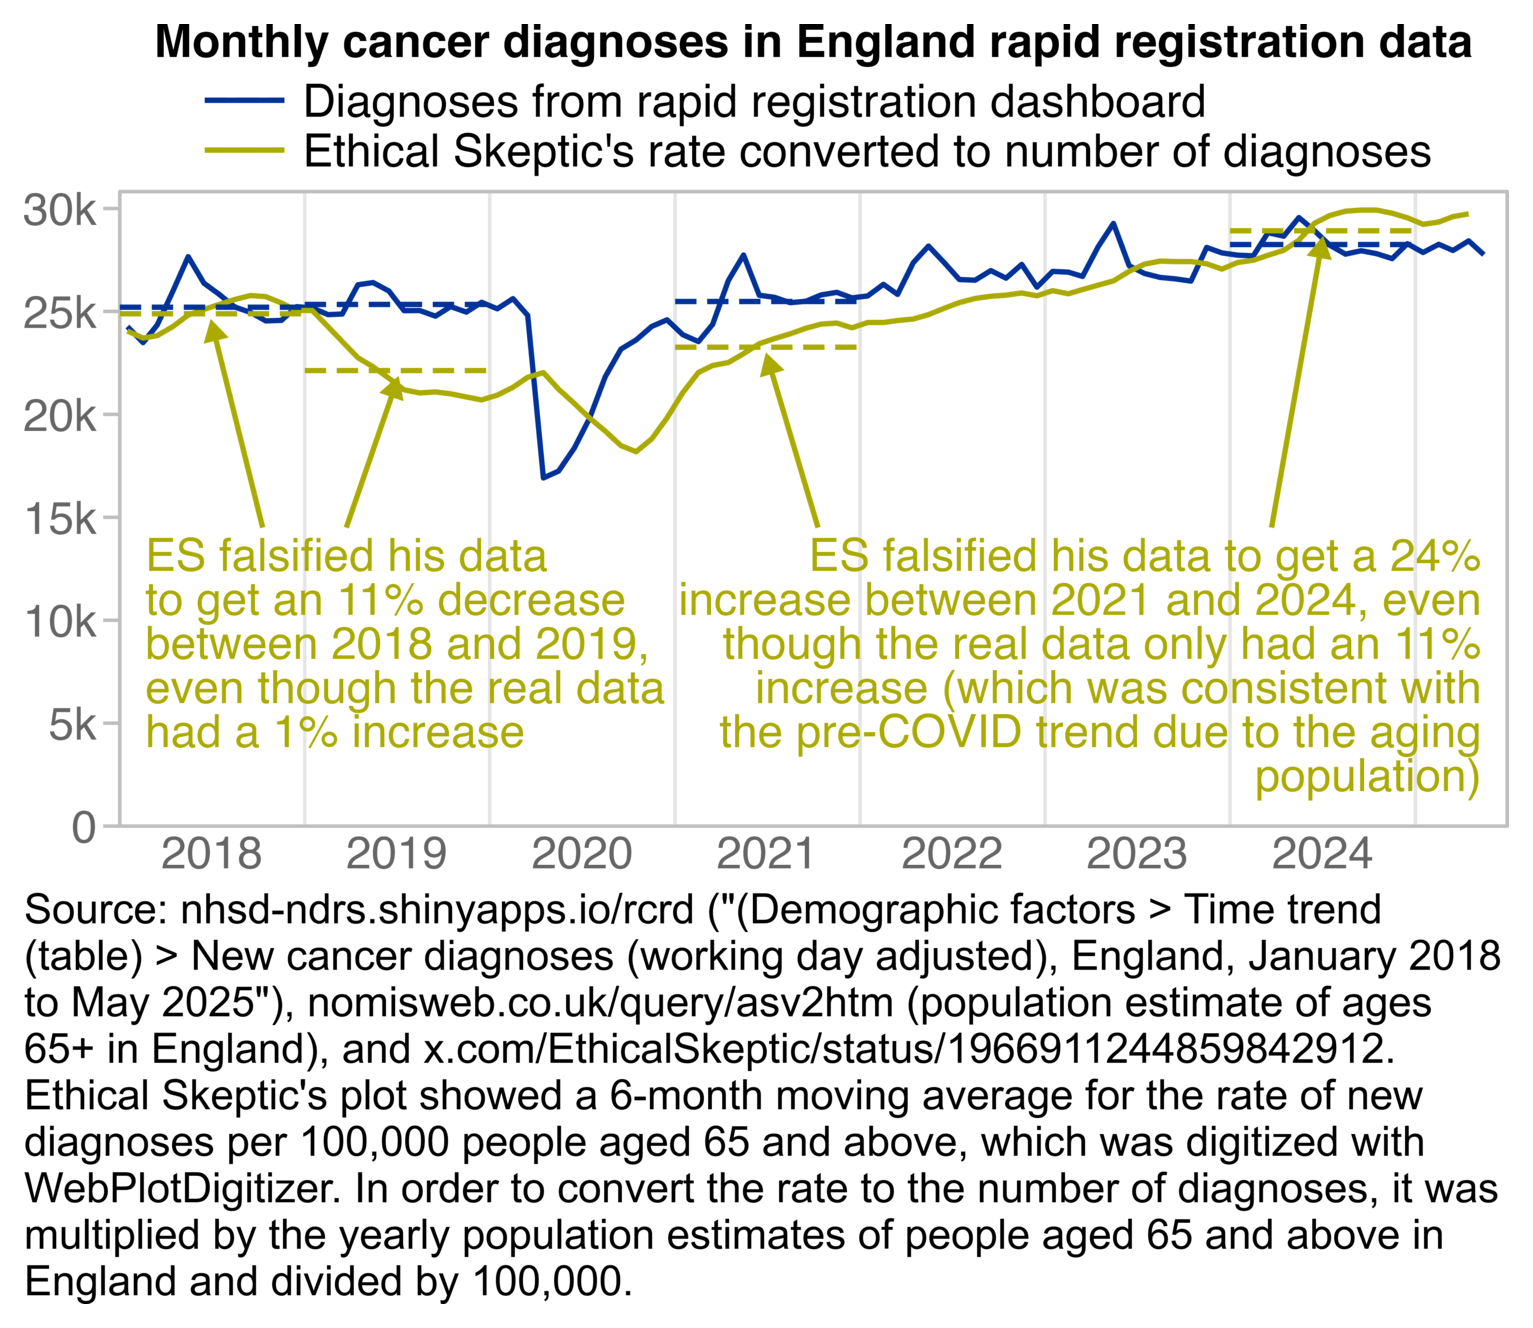 Monthly cancer diagnoses in England rapid registration data
Diagnoses from rapid registration dashboard
Ethical Skeptic's rate converted to number of diagnoses
30k
25k
20k
15k
10k
5k
0
ES falsified his data
to get an 11% decrease
between 2018 and 2019,
even though the real data
had a 1% increase
ES falsified his data to get a 24%
increase between 2021 and 2024, even
though the real data only had an 11%
increase (which was consistent with
the pre-COVID trend due to the aging
population)
2018 2019 2020 2021 2022 2023 2024
Source: nhsd-ndrs.shinyapps.io/rcrd ("(Demographic factors > Time trend
(table) > New cancer diagnoses (working day adjusted), England, January 2018
to May 2025"), nomisweb.co.uk/query/asv2htm (population estimate of ages
65+ in England), and x.com/EthicalSkeptic/status/1966911244859842912.
Ethical Skeptic's plot showed a 6-month moving average for the rate of new
diagnoses per 100,000 people aged 65 and above, which was digitized with
WebPlotDigitizer. In order to convert the rate to the number of diagnoses, it was
multiplied by the yearly population estimates of people aged 65 and above in
England and divided by 100,000.